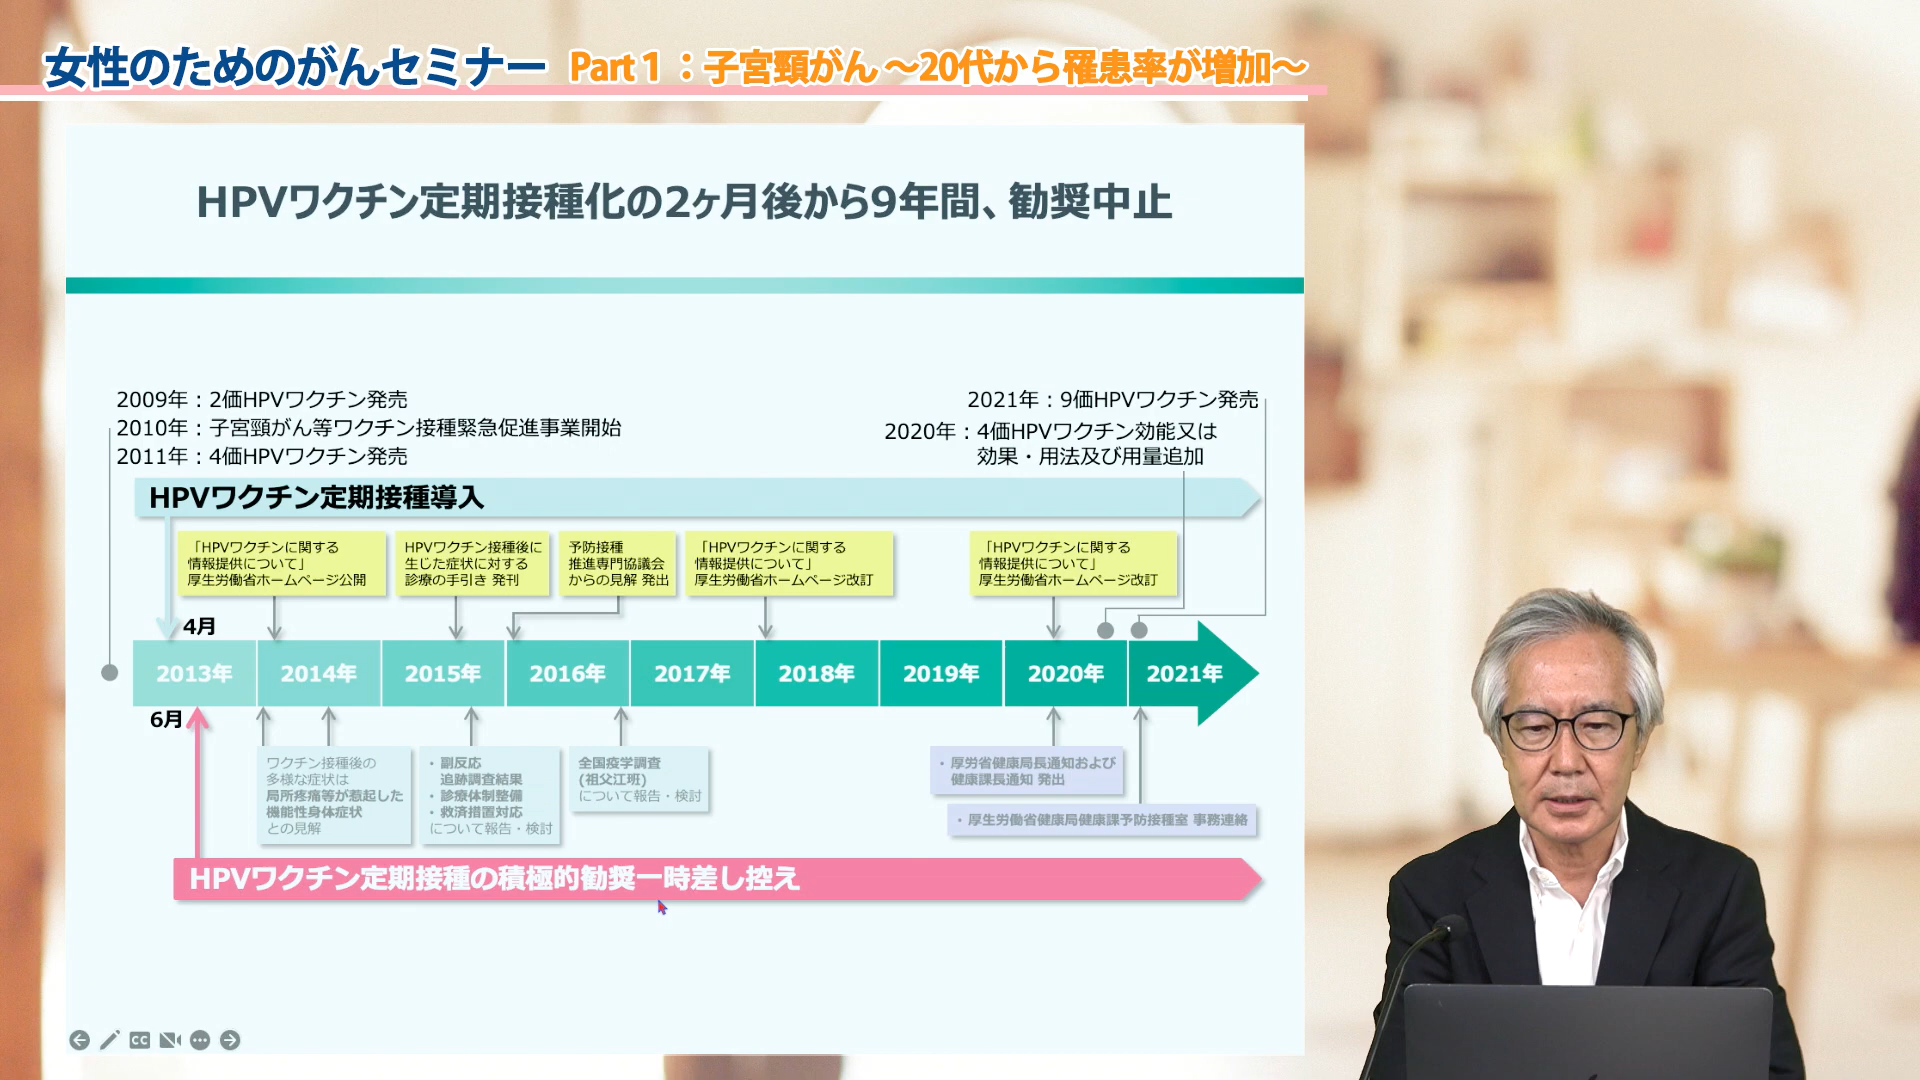 女性のためのがんセミナー Part 1：子宮頸がん～20代から罹患率が増加～
HPVワクチン定期接種化の2ヶ月後から9年間、勧奨中止
2009年：2価HPVワクチン発売
2010年：子宮頸がん等ワクチン接種緊急促進事業開始
2011年：4価HPVワクチン発売
2021年：9価HPVワクチン発売
2020年：4価HPVワクチン効能又は
効果・用法及び用量追加
HPVワクチン定期接種導入
「HPVワクチンに関する
情報提供について」
厚生労働省ホームページ公開
HPVワクチン接種後に
生じた症状に対する
診療の手引き 発刊
予防接種
推進専門協議会
からの見解 発出
「HPVワクチンに関する
情報提供について」
厚生労働省ホームページ改訂
「HPVワクチンに関する
情報提供について」
厚生労働省ホームページ改訂
4月
2013年
2014年
2015年
2016年
2017年
2018年
2019年
2020年
2021年
6月
ワクチン接種後の
多様な症状は
局所疼痛等が惹起した
機能性身体症状
との見解
・副反応
追跡調査結果
・診療体制整備
・救済措置対応
について報告・検討
全国疫学調査
(祖父江班)
について報告・検討
・厚労省健康局長通知および
健康課長通知 発出
・厚生労働省健康局健康課予防接種室 事務連絡
HPVワクチン定期接種の積極的勧奨一時差し控え
CC